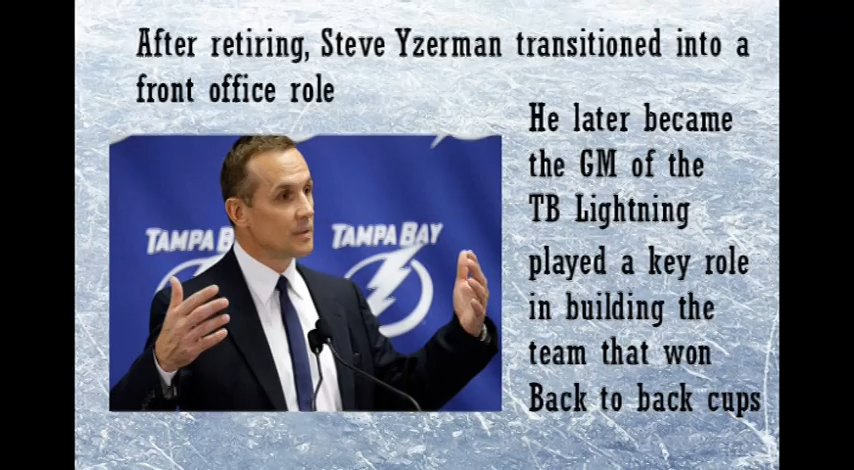 After retiring, Steve Yzerman transitioned into a
front office role
He later became
the GM of the
TB Lightning
played a key role
in building the
team that won
Back to back cups
TAMPA B
TAMPA BAY